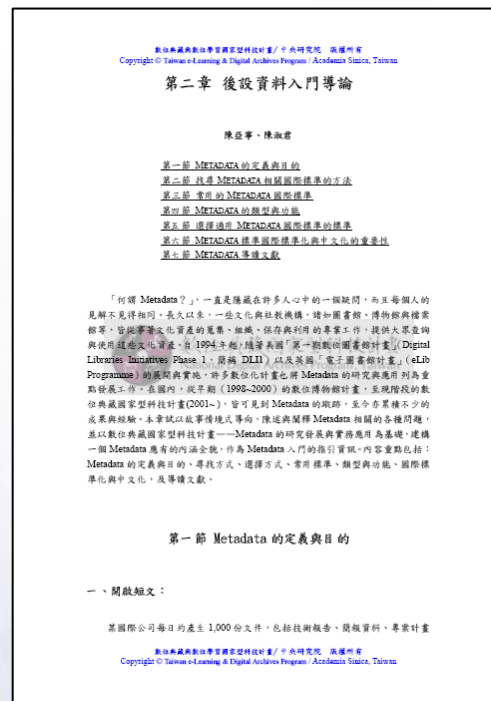 數位典藏與數位學習國家型科技計畫/中央研究院　版權所有
Copyright © Taiwan e-Learning & Digital Archives Program / Academia Sinica, Taiwan
第二章 後設資料入門導論
陳亞寧、陳淑君
第一節 METADATA 的定義與目的
第二節 找尋 METADATA 相關國際標準的方法
第三節 常用的 METADATA 國際標準
第四節 METADATA 的類型與功能
第五節 選擇適用 METADATA 國際標準的標準
第六節 METADATA 標準國際標準化與中文化的重要性
第七節 METADATA 導讀文獻
「何謂 Metadata？」，一直是隱藏在許多人心中的一個疑問，而且每個人的
見解不見得相同。長久以來，一些文化與社教機構，諸如圖書館、博物館與檔案
館等，皆從事著文化資產的蒐集、組織、保存與利用的專業工作，提供大眾查詢
與使用這些文化資產。自 1994 年起，隨著美國「第一期數位圖書館計畫」(Digital
Libraries Initiatives Phase 1，簡稱 DLI1) 以及英國「電子圖書館計畫」(eLib
Programme) 的展開與實施，許多數位化計畫已將 Metadata 的研究與應用列為重
點發展工作。在國內，從早期（1998~2000）的數位博物館計畫，至現階段的數
位典藏國家型科技計畫(2001~)，皆可見到 Metadata 的蹤跡，至今亦累積不少的
成果與經驗。本章試以故事情境式導向，陳述與闡釋 Metadata 相關的各種問題，
並以數位典藏國家型科技計畫——Metadata 的研究發展與實務應用為基礎，建構
一個 Metadata 應有的內涵全貌，作為 Metadata 入門的指引資訊。內容重點包括：
Metadata 的定義與目的、尋找方式、選擇方式、常用標準、類型與功能、國際標
準化與中文化，及導讀文獻。
第一節 Metadata 的定義與目的
一、開啟短文：
某國際公司每日約產生 1,000 份文件，包括技術報告、簡報資料、專案計畫
數位典藏與數位學習國家型科技計畫/中央研究院　版權所有
Copyright © Taiwan e-Learning & Digital Archives Program / Academia Sinica, Taiwan